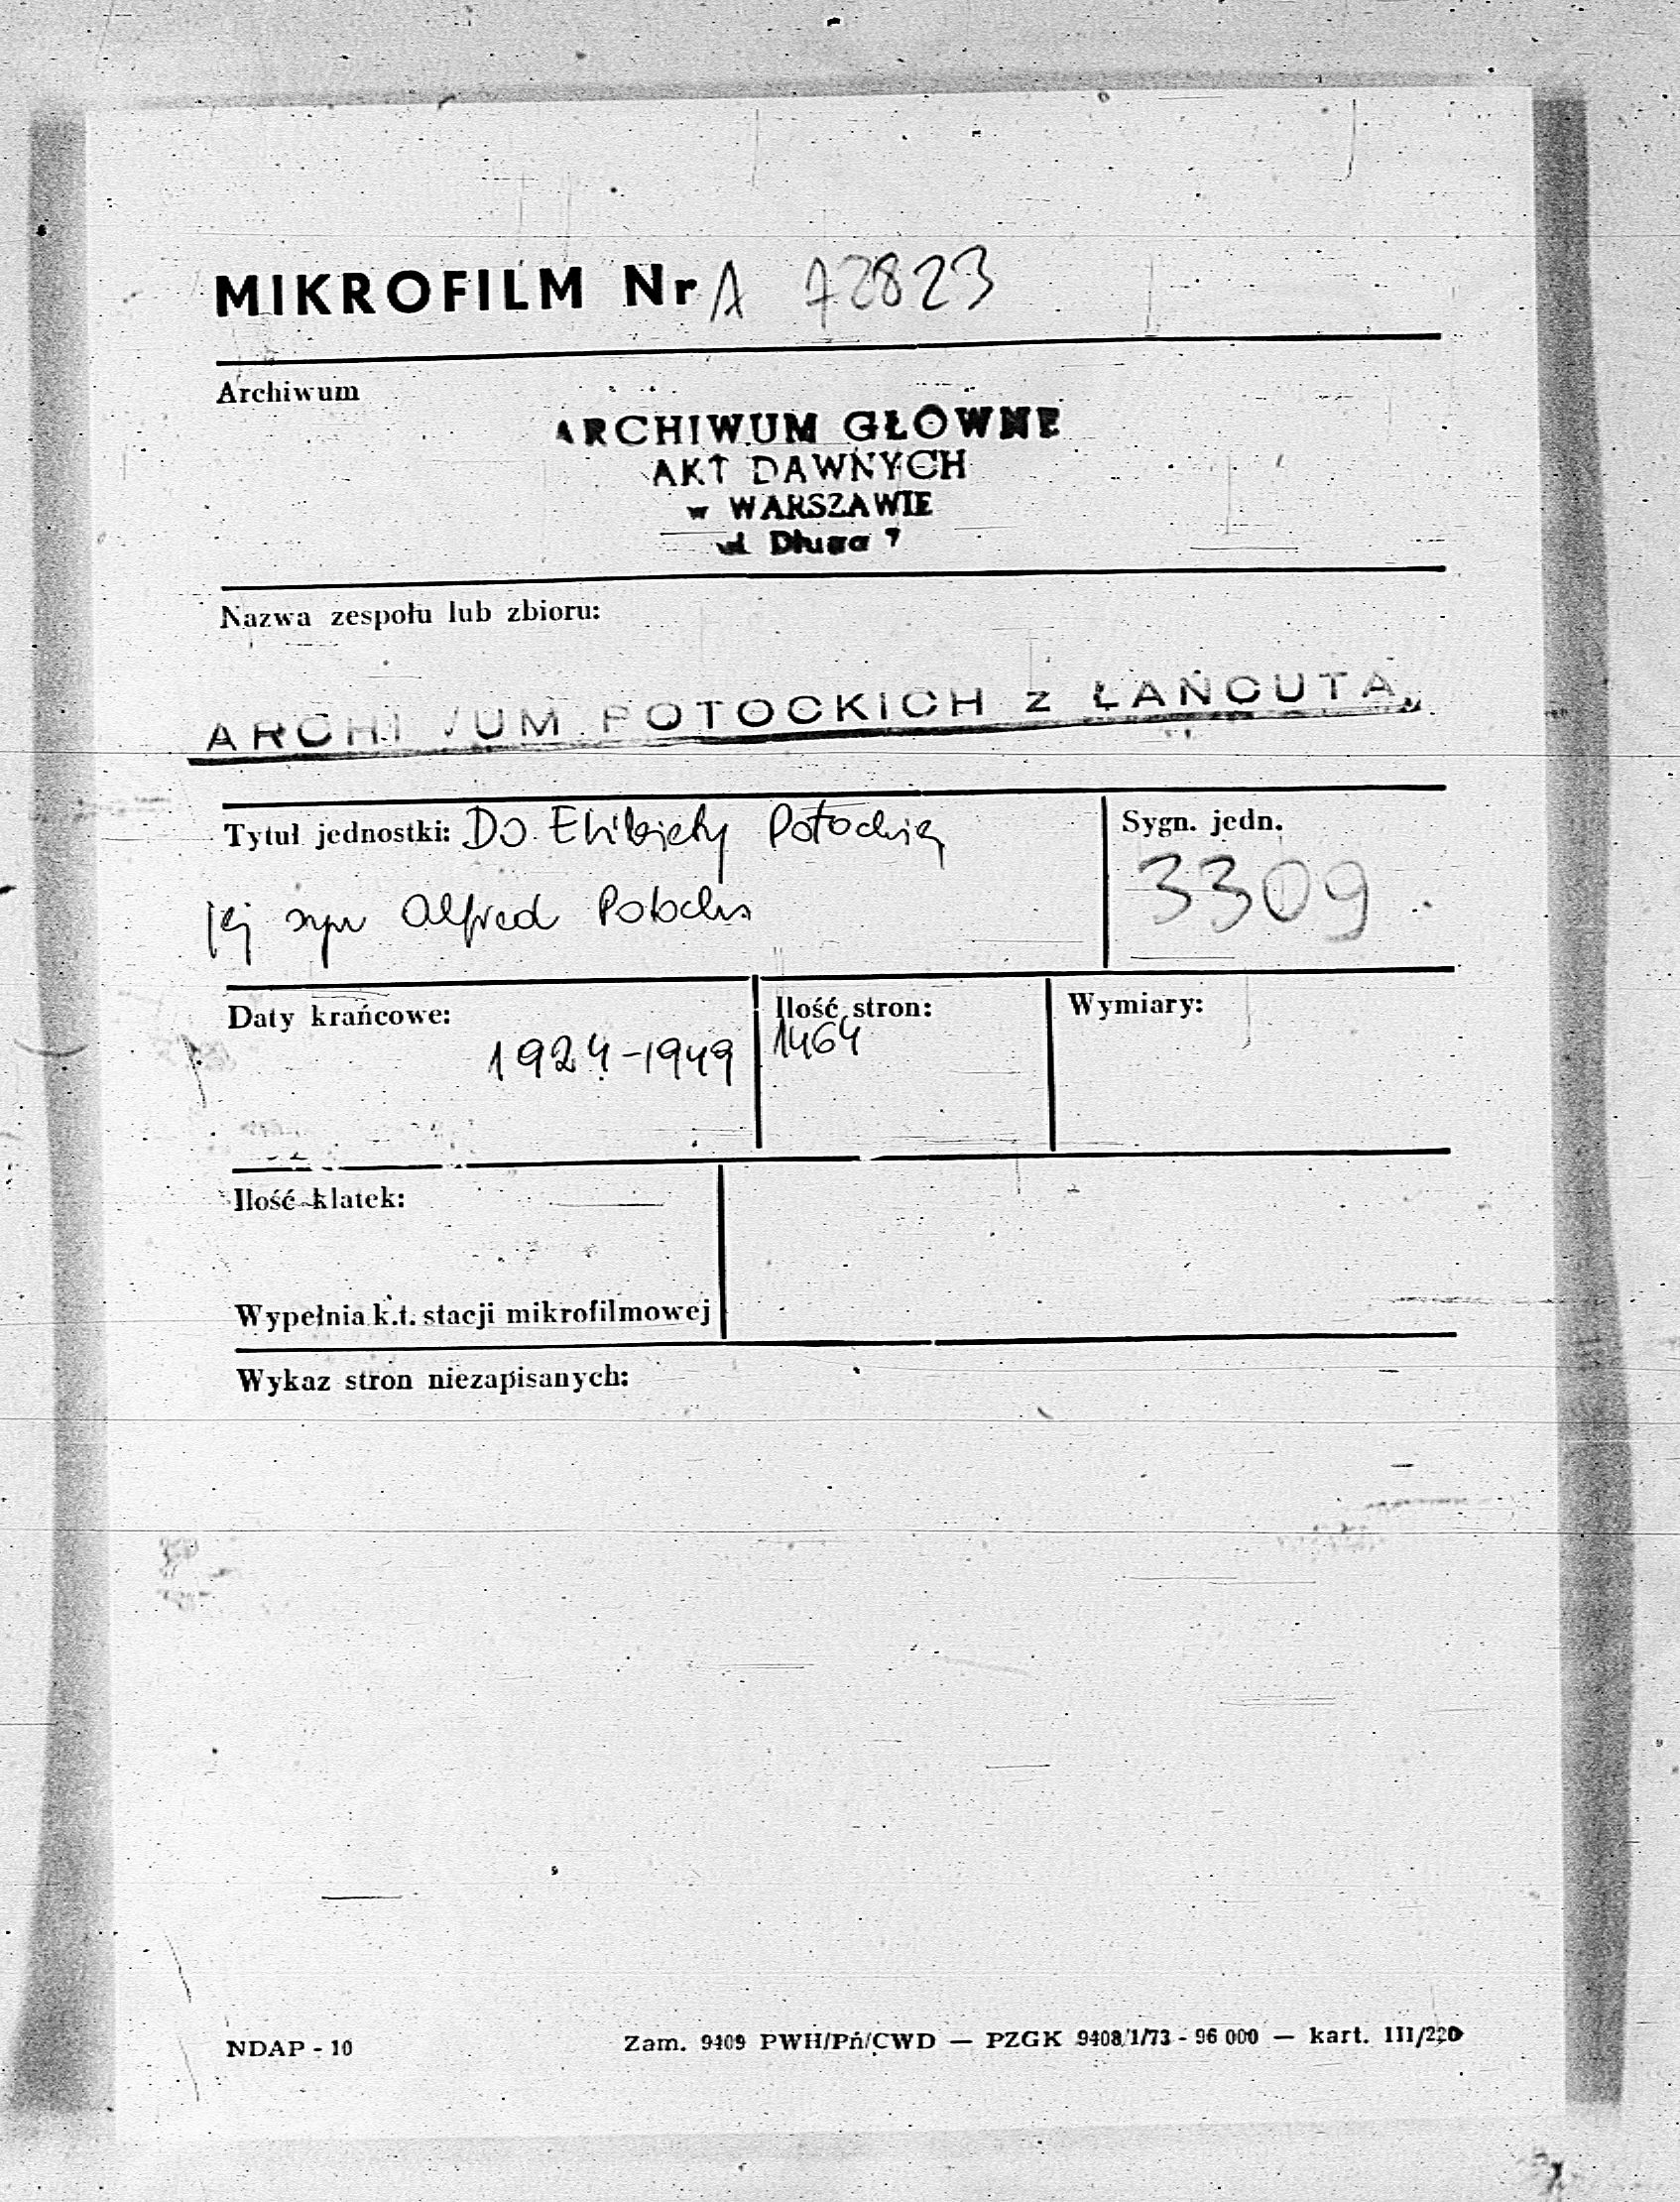 MIKROFILM Nr A 72823
Archiwum
ARCHIWUM GŁÓWNE
AKT DAWNYCH
w WARSZAWIE
ul. Długa 7
Nazwa zespołu lub zbioru:
ARCHIWUM POTOCKICH z ŁAŃCUTA
Tytuł jednostki: Do Elżbiety Potockiej
jej syn Alfred Potocki
Sygn. jedn.
3309
Daty krańcowe:
1924-1949
Ilość stron:
1464
Wymiary:
Ilość klatek:
Wypełnia k.t. stacji mikrofilmowej
Wykaz stron niezapisanych:
NDAP - 10
Zam. 9409 PWH/Pń/CWD — PZGK 9408/1/73 - 96 000 — kart. III/220